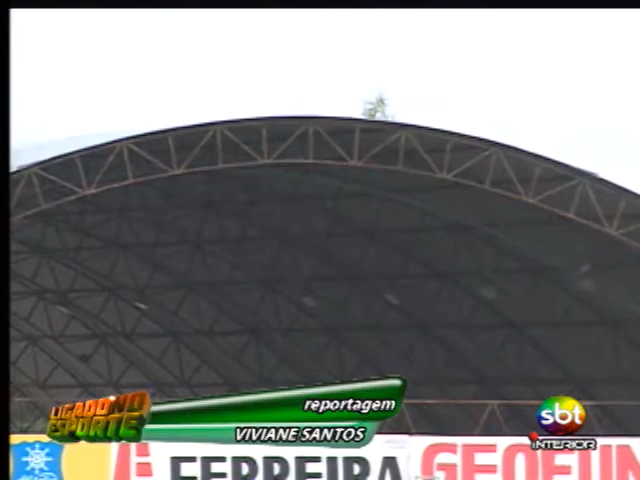 LIGADO NO
ESPORTE
reportagem
VIVIANE SANTOS
sbt
INTERIOR
FERREIRA